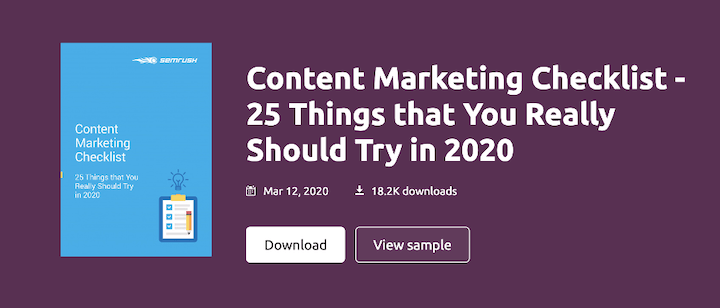 SEMRUSH
Content
Marketing
Checklist
25 Things that You
Really Should Try
in 2020
Content Marketing Checklist -
25 Things that You Really
Should Try in 2020
Mar 12, 2020 18.2K downloads
Download View sample